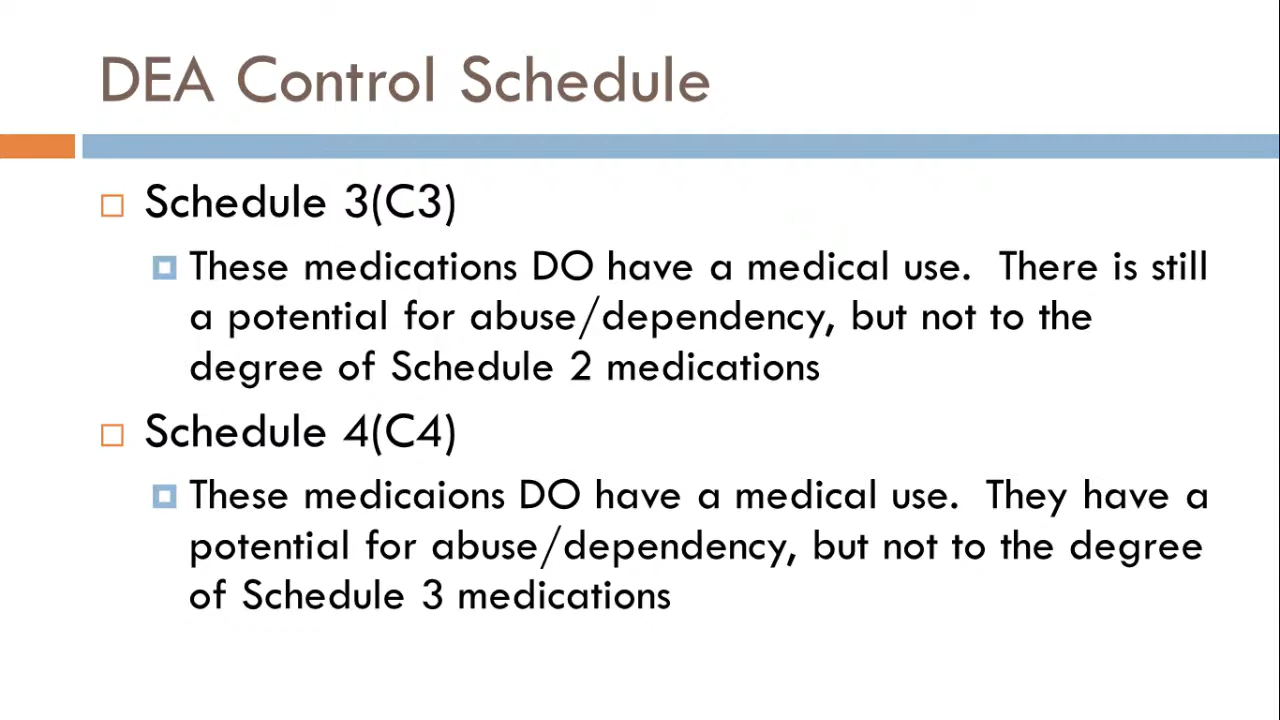 DEA Control Schedule
Schedule 3(C3)
These medications DO have a medical use.  There is still
a potential for abuse/dependency, but not to the
degree of Schedule 2 medications
Schedule 4(C4)
These medicaions DO have a medical use.  They have a
potential for abuse/dependency, but not to the degree
of Schedule 3 medications